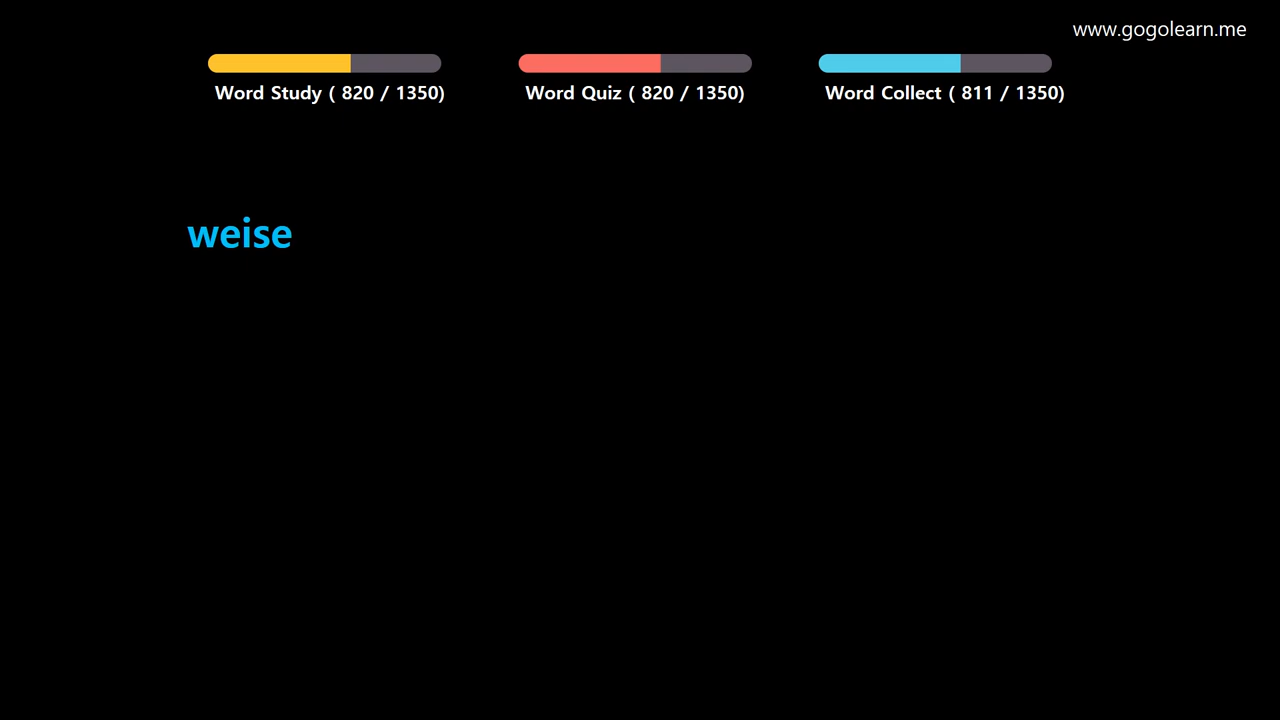 www.gogolearn.me
Word Study ( 820 / 1350)
Word Quiz ( 820 / 1350)
Word Collect ( 811 / 1350)
weise